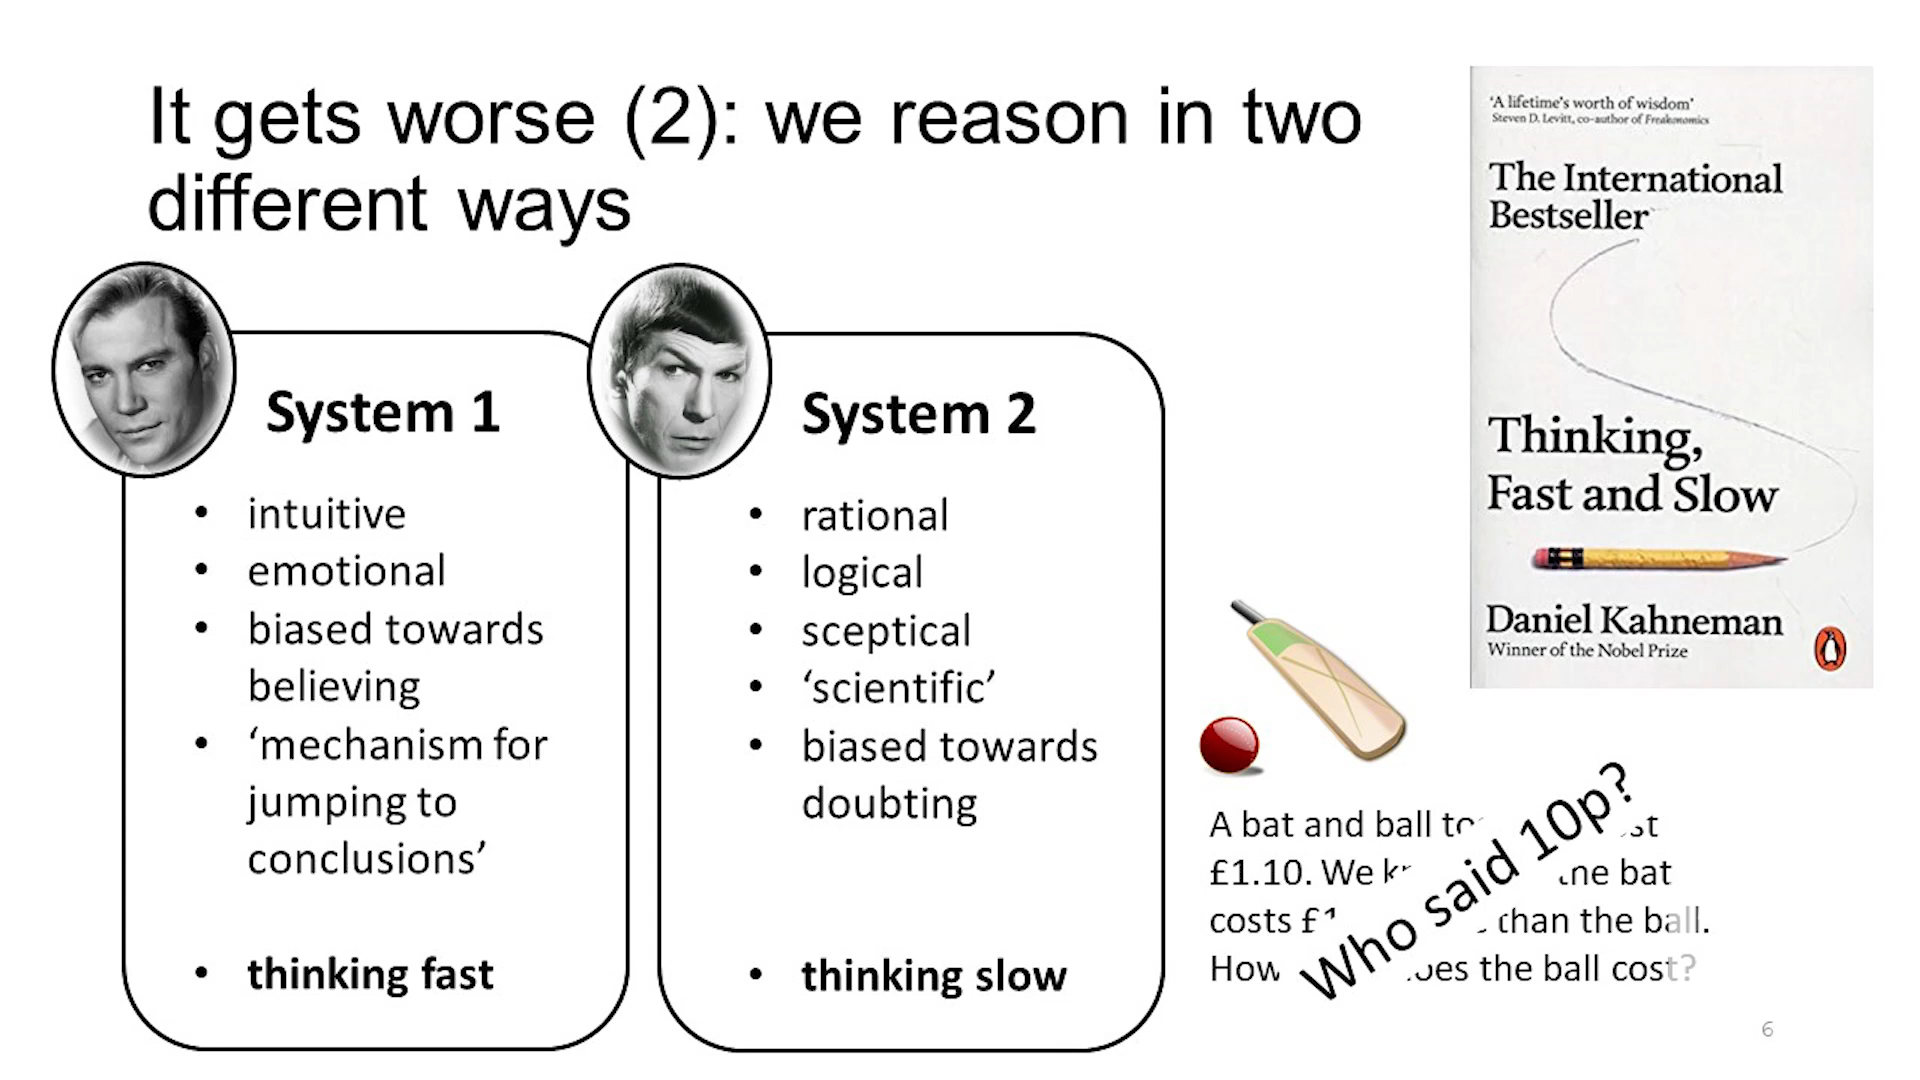 It gets worse (2): we reason in two
different ways
System 1
• intuitive
• emotional
• biased towards
believing
• ‘mechanism for
jumping to
conclusions’
• thinking fast
System 2
• rational
• logical
• sceptical
• ‘scientific’
• biased towards
doubting
• thinking slow
‘A lifetime’s worth of wisdom’
Steven D. Levitt, co-author of Freakonomics
The International
Bestseller
Thinking,
Fast and Slow
Daniel Kahneman
Winner of the Nobel Prize
A bat and ball
£1.10. We bat
costs than the ball.
How the ball cost?
Who said 10p?
6